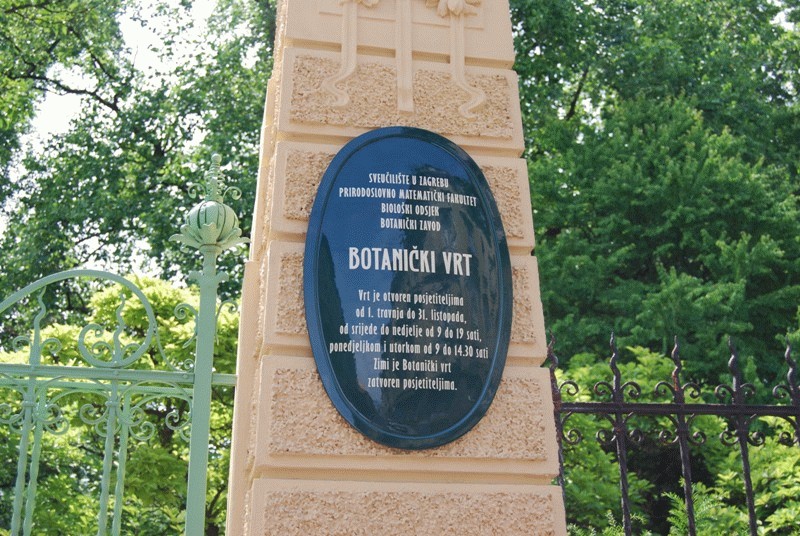 SVEUČILIŠTE U ZAGREBU
PRIRODOSLOVNO MATEMATIČKI FAKULTET
BIOLOŠKI ODSJEK
BOTANIČKI ZAVOD
BOTANIČKI VRT
Vrt je otvoren posjetiteljima
od 1. travnja do 31. listopada,
od srijede do nedjelje od 9 do 19 sati,
ponedjeljkom i utorkom od 9 do 14.30 sati
Zimi je Botanički vrt
zatvoren posjetiteljima.